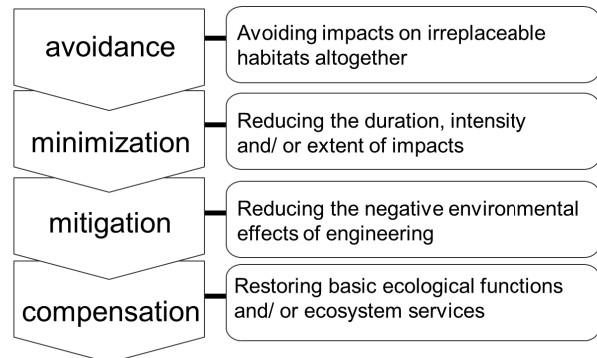 avoidance
Avoiding impacts on irreplaceable
habitats altogether
minimization
Reducing the duration, intensity
and/ or extent of impacts
mitigation
Reducing the negative environmental
effects of engineering
compensation
Restoring basic ecological functions
and/ or ecosystem services